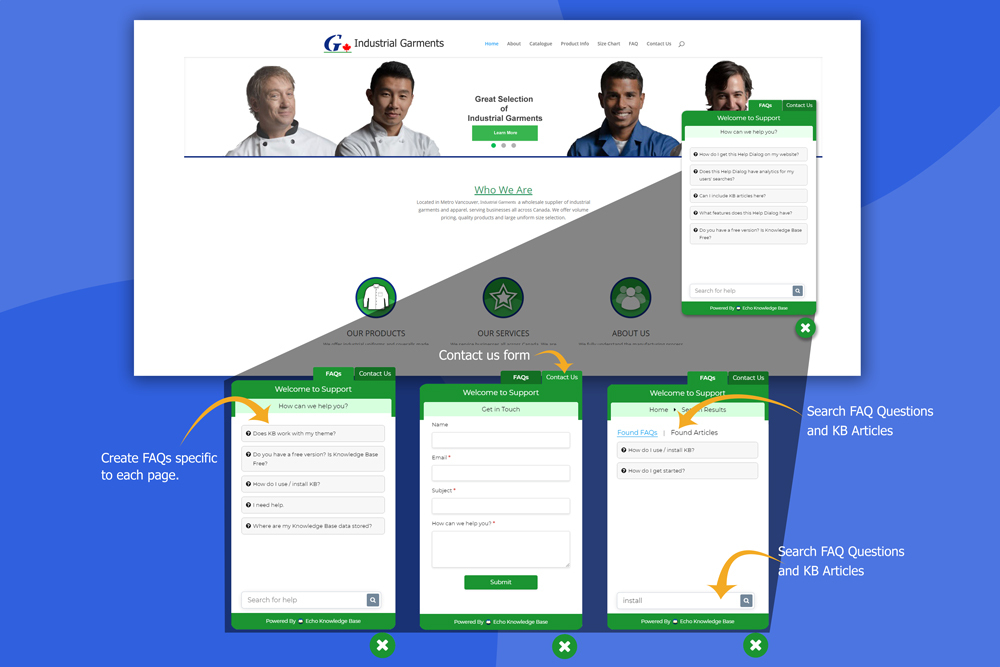 G Industrial Garments
Home About Catalogue Product Info Size Chart FAQ Contact Us
Great Selection
of
Industrial Garments
Learn More
FAQs Contact Us
Welcome to Support
How can we help you?
How do I get this Help Dialog on my website?
Does this Help Dialog have analytics for my
users' searches?
Can I include KB articles here?
What features does this Help Dialog have?
Do you have a free version? Is Knowledge Base
Free?
Search for help
Powered By Echo Knowledge Base
Who We Are
Located in Metro Vancouver, Industrial Garments, a wholesale supplier of industrial
garments and apparel, serving businesses all across Canada. We offer volume
pricing, quality products and large uniform size selection.
OUR PRODUCTS
OUR SERVICES
ABOUT US
Contact us form
Create FAQs specific
to each page.
FAQs Contact Us
Welcome to Support
How can we help you?
Does KB work with my theme?
Do you have a free version? Is Knowledge Base
Free?
How do I use / install KB?
I need help.
Where are my Knowledge Base data stored?
Search for help
Powered By Echo Knowledge Base
FAQs Contact Us
Welcome to Support
Get in Touch
Name
Email *
Subject *
How can we help you? *
Submit
Powered By Echo Knowledge Base
FAQs Contact Us
Welcome to Support
Home Search Results
Found FAQs | Found Articles
How do I use / install KB?
How do I get started?
install
Powered By Echo Knowledge Base
Search FAQ Questions
and KB Articles
Search FAQ Questions
and KB Articles